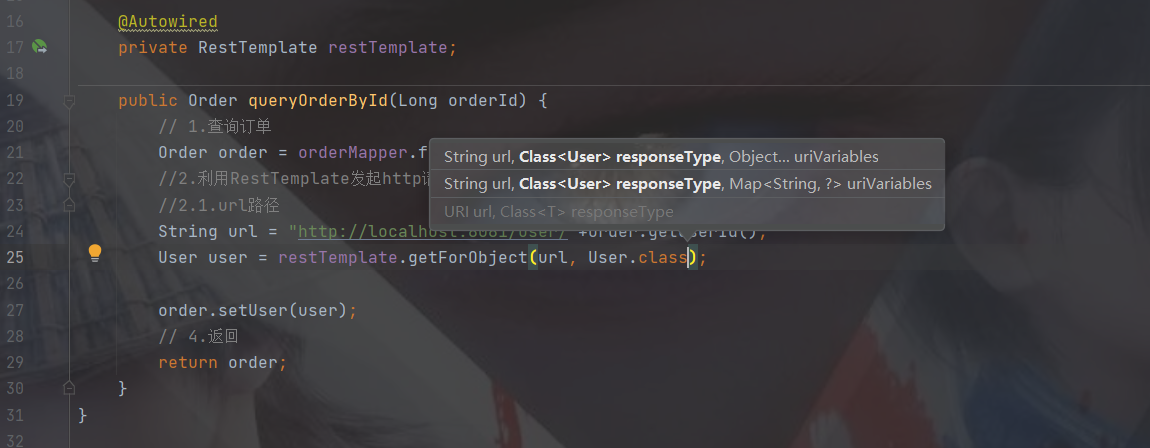 16 @Autowired
17 private RestTemplate restTemplate;
18
19 public Order queryOrderById(Long orderId) {
20 // 1.查询订单
21 Order order = orderMapper.f
22 //2.利用RestTemplate发起http请
23 //2.1.url路径
24 String url = "http://localhost:8081/user/"+order.getUserId();
25 User user = restTemplate.getForObject(url, User.class);
26
27 order.setUser(user);
28 // 4.返回
29 return order;
30 }
31 }
32
String url, Class<User> responseType, Object... uriVariables
String url, Class<User> responseType, Map<String, ?> uriVariables
URI url, Class<T> responseType